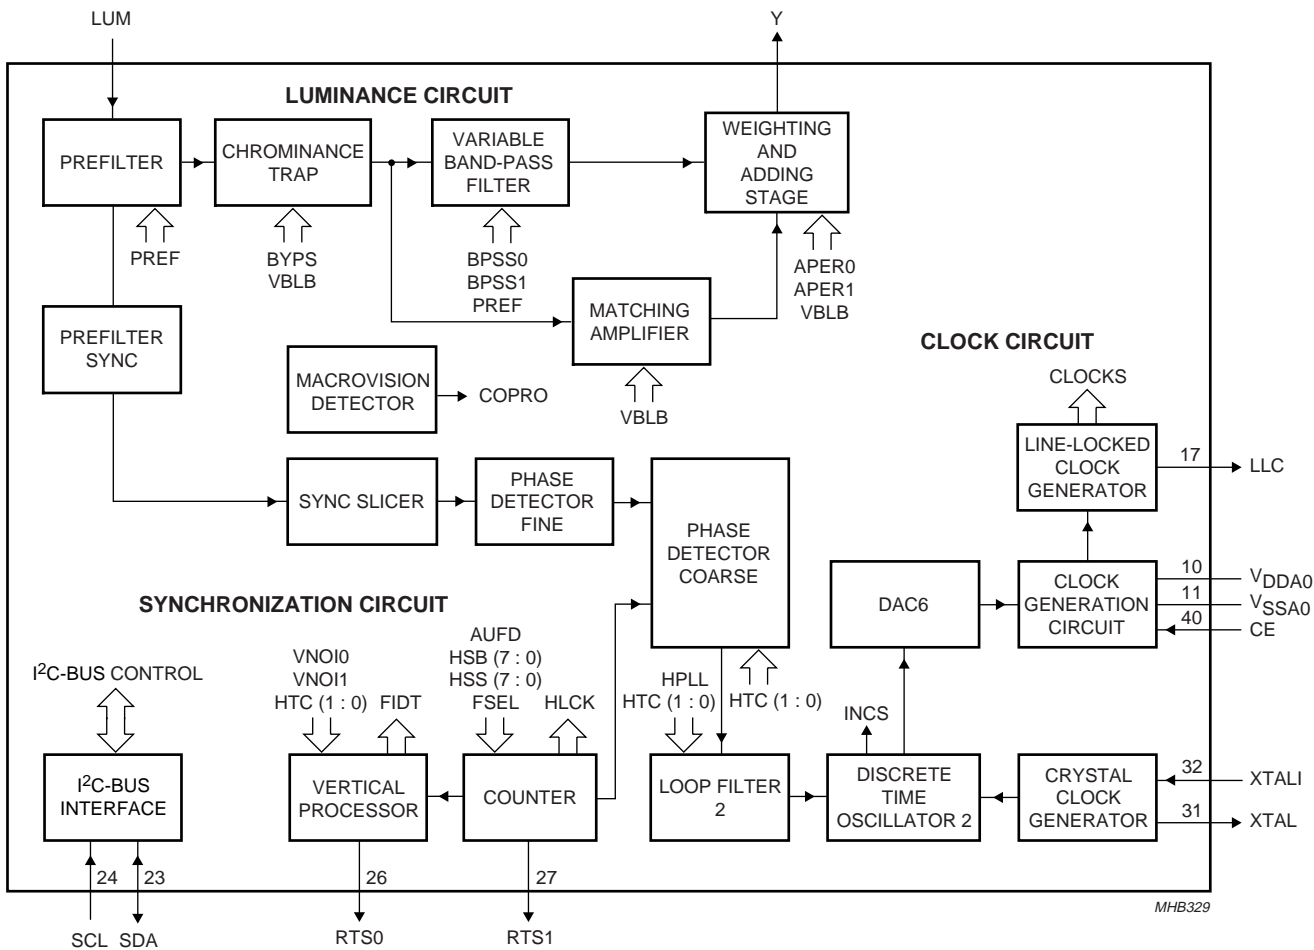 LUM
Y
LUMINANCE CIRCUIT
PREFILTER
CHROMINANCE
TRAP
VARIABLE
BAND-PASS
FILTER
WEIGHTING
AND
ADDING
STAGE
PREF
BYPS
VBLB
BPSS0
BPSS1
PREF
APER0
APER1
VBLB
PREFILTER
SYNC
MATCHING
AMPLIFIER
VBLB
MACROVISION
DETECTOR
COPRO
CLOCK CIRCUIT
CLOCKS
LINE-LOCKED
CLOCK
GENERATOR
17
LLC
SYNC SLICER
PHASE
DETECTOR
FINE
PHASE
DETECTOR
COARSE
DAC6
CLOCK
GENERATION
CIRCUIT
10
VDDA0
11
VSSA0
40
CE
SYNCHRONIZATION CIRCUIT
I2C-BUS CONTROL
VNOI0
VNOI1
HTC (1 : 0)
FIDT
AUFD
HSB (7 : 0)
HSS (7 : 0)
FSEL
HLCK
HPLL
HTC (1 : 0)
HTC (1 : 0)
INCS
I2C-BUS
INTERFACE
VERTICAL
PROCESSOR
COUNTER
LOOP FILTER
2
DISCRETE
TIME
OSCILLATOR 2
CRYSTAL
CLOCK
GENERATOR
32
XTALI
31
XTAL
24
23
26
27
SCL
SDA
RTS0
RTS1
MHB329